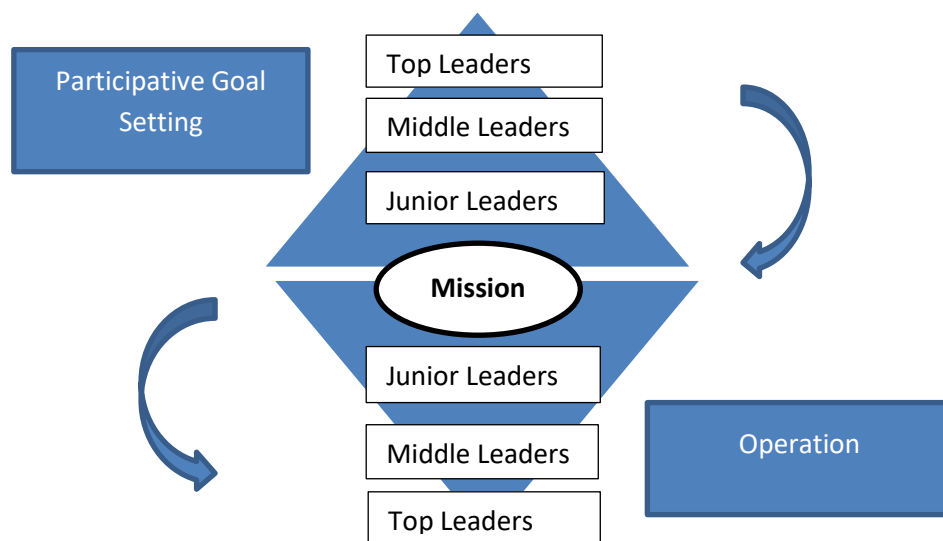 Participative Goal
Setting
Top Leaders
Middle Leaders
Junior Leaders
Mission
Junior Leaders
Middle Leaders
Top Leaders
Operation